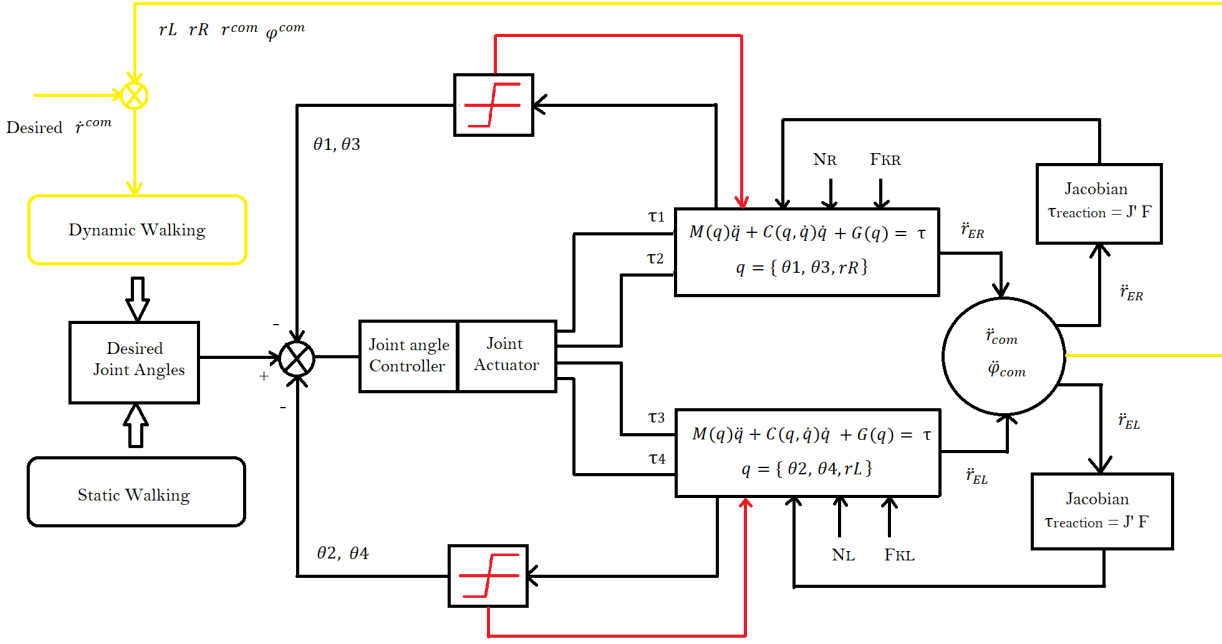 rL rR r^com φ^com
Desired ṙ^com
θ1, θ3
NR FKR
Jacobian
τreaction = J' F
Dynamic Walking
τ1
M(q)q̈ + C(q, q̇)q̇ + G(q) = τ
τ2
q = { θ1, θ3, rR}
r̈ER
r̈ER
-
Desired
Joint Angles
+
Joint angle
Controller
Joint
Actuator
r̈com
φ̈com
-
τ3
M(q)q̈ + C(q, q̇)q̇ + G(q) = τ
τ4
q = { θ2, θ4, rL}
r̈EL
r̈EL
Static Walking
Jacobian
τreaction = J' F
θ2, θ4
NL FKL